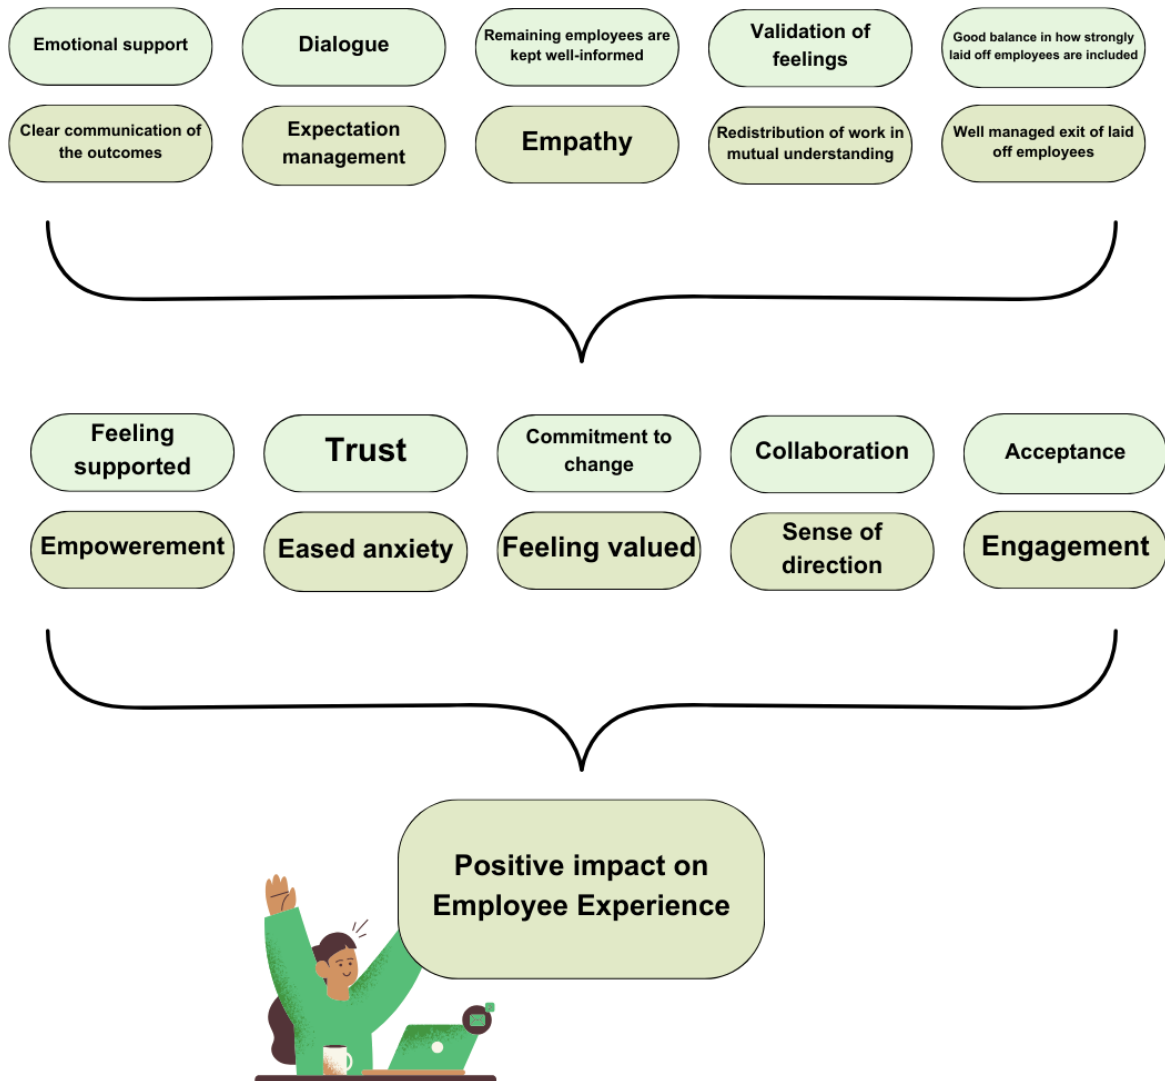 Emotional support
Dialogue
Remaining employees are
kept well-informed
Validation of
feelings
Good balance in how strongly
laid off employees are included
Clear communication of
the outcomes
Expectation
management
Empathy
Redistribution of work in
mutual understanding
Well managed exit of laid
off employees
Feeling
supported
Trust
Commitment to
change
Collaboration
Acceptance
Empowerement
Eased anxiety
Feeling valued
Sense of
direction
Engagement
Positive impact on
Employee Experience